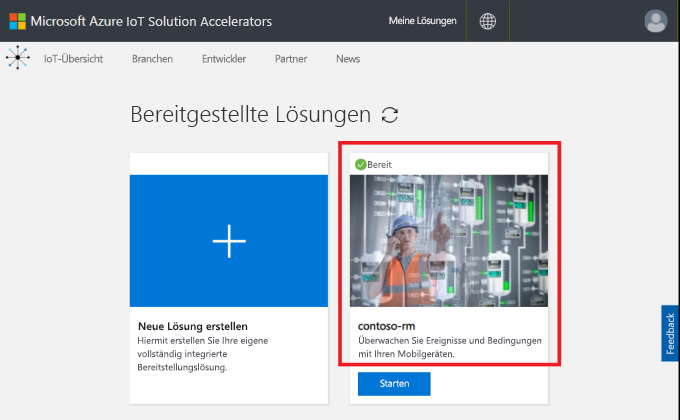 Microsoft Azure IoT Solution Accelerators
Meine Lösungen
IoT-Übersicht
Branchen
Entwickler
Partner
News
Bereitgestellte Lösungen
Bereit
Neue Lösung erstellen
Hiermit erstellen Sie Ihre eigene
vollständig integrierte
Bereitstellungslösung.
contoso-rm
Überwachen Sie Ereignisse und Bedingungen
mit Ihren Mobilgeräten.
Starten
Feedback